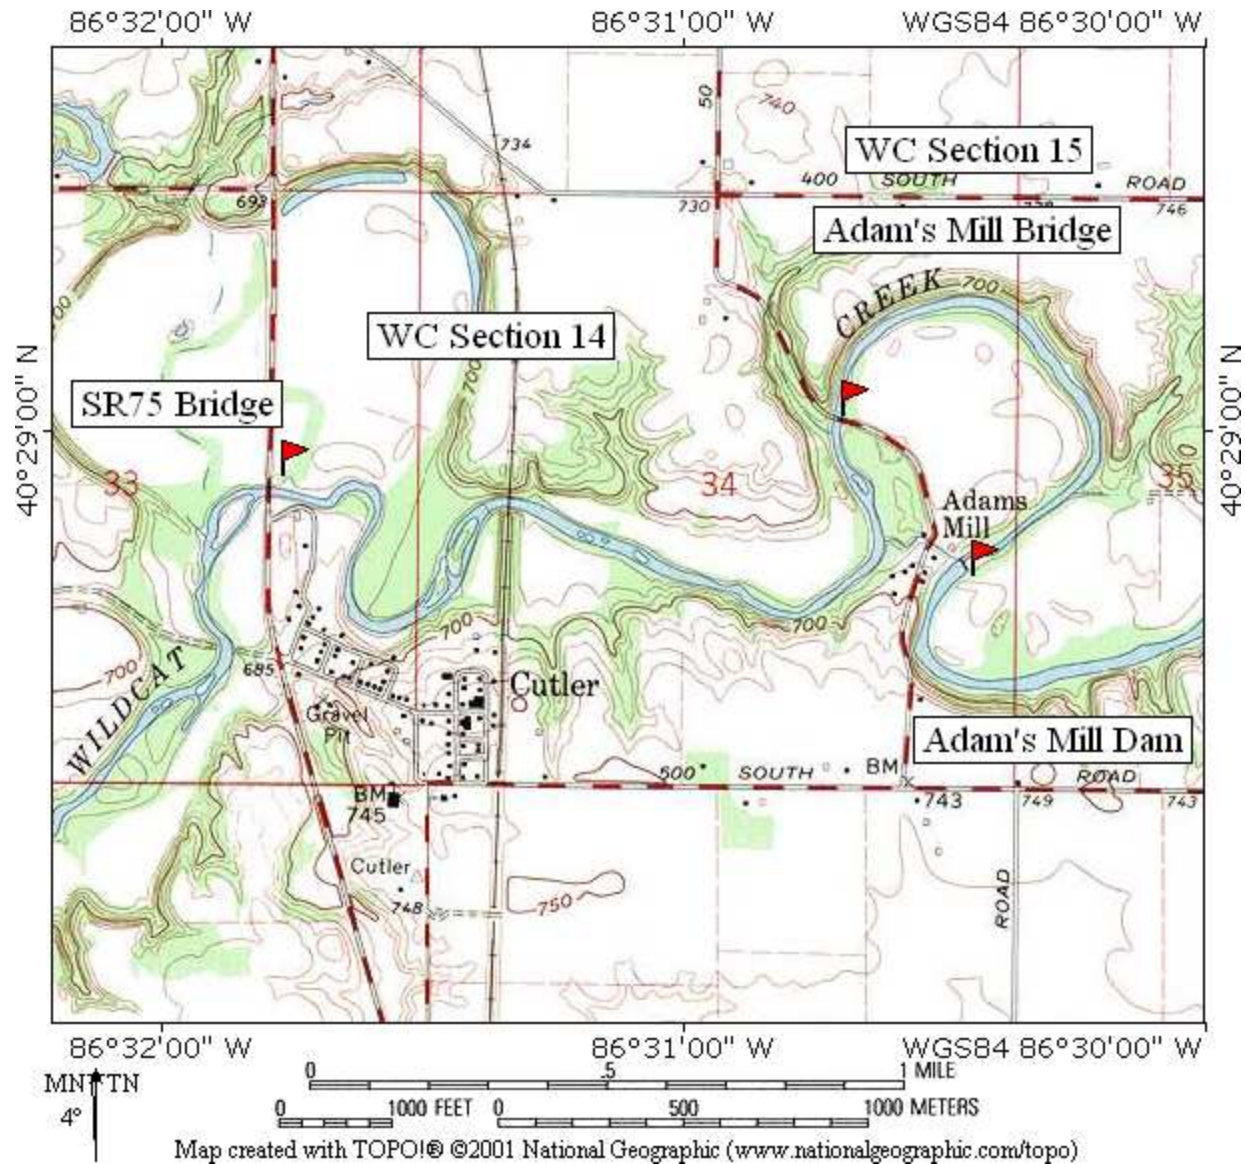 86°32'00" W 86°31'00" W WGS84 86°30'00" W
50
740
734
WC Section 15
400 SOUTH ROAD
693
730
746
Adam's Mill Bridge
CREEK
700
WC Section 14
700
SR75 Bridge
40°29'00" N
40°29'00" N
33
34
35
Adams
Mill
700
700
700
685
WILDCAT
Cutler
Gravel
Pit
Adam's Mill Dam
500 SOUTH ROAD
BM
BM
745
743
749
743
Cutler
748
750
ROAD
86°32'00" W 86°31'00" W WGS84 86°30'00" W
MN TN
4°
0 .5 1 MILE
0 1000 FEET 0 500 1000 METERS
Map created with TOPO!® ©2001 National Geographic (www.nationalgeographic.com/topo)